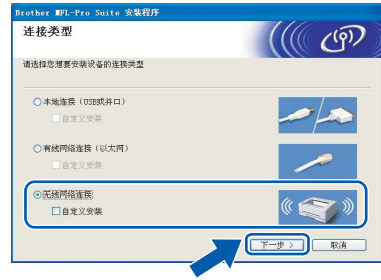 Brother MFL-Pro Suite 安装程序
连接类型
请选择您想要安装设备的连接类型
本地连接（USB或并口）
自定义安装
有线网络连接（以太网）
自定义安装
无线网络连接
自定义安装
下一步 > 取消